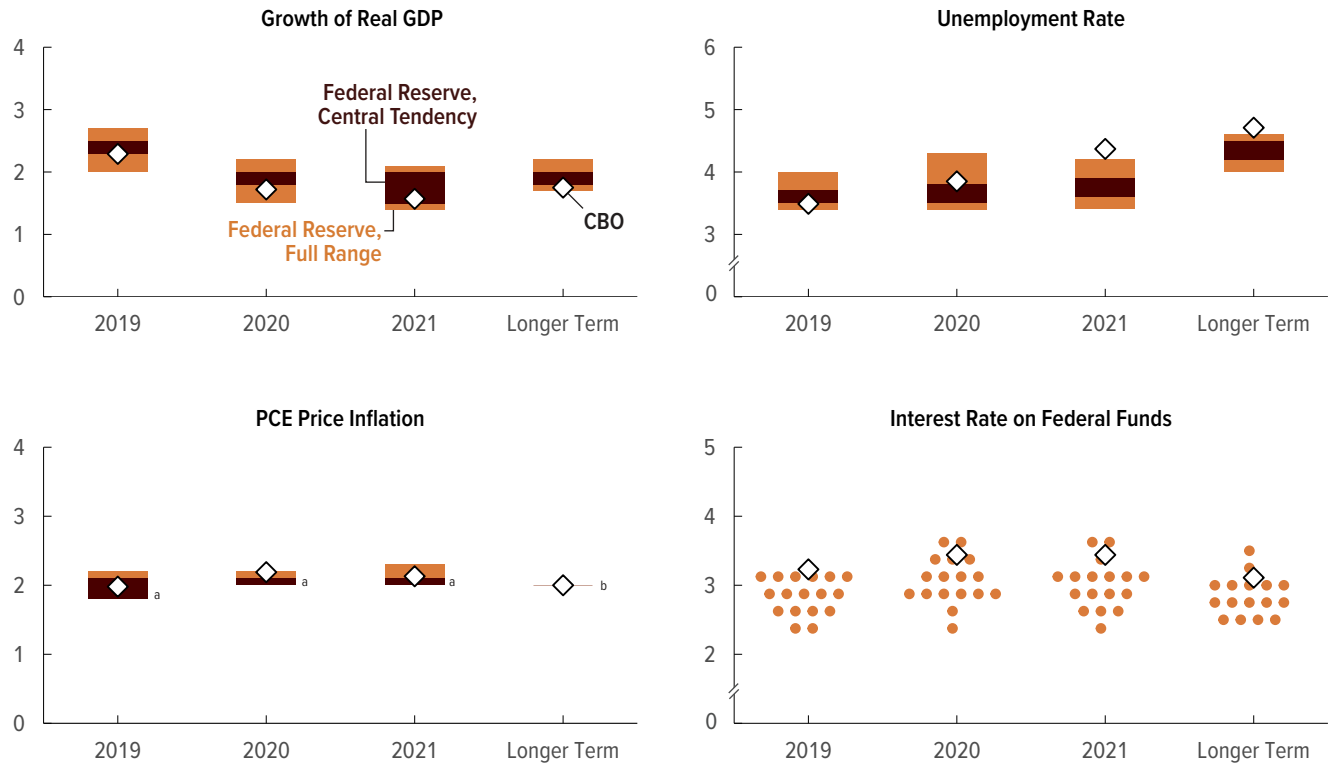 Growth of Real GDP
4
3
2
1
0
Federal Reserve,
Central Tendency
Federal Reserve,
Full Range
CBO
2019
2020
2021
Longer Term
Unemployment Rate
6
5
4
3
0
2019
2020
2021
Longer Term
PCE Price Inflation
4
3
2
1
0
a
a
a
b
2019
2020
2021
Longer Term
Interest Rate on Federal Funds
5
4
3
2
0
2019
2020
2021
Longer Term